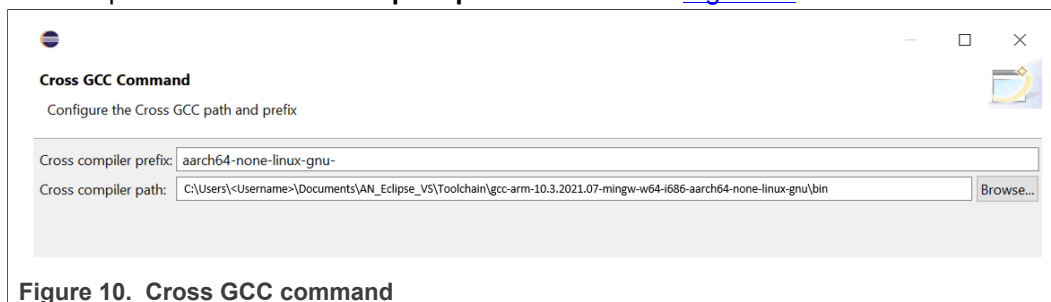 Cross GCC Command
Configure the Cross GCC path and prefix
Cross compiler prefix: aarch64-none-linux-gnu-
Cross compiler path: C:\Users\<Username>\Documents\AN_Eclipse_VS\Toolchain\gcc-arm-10.3.2021.07-mingw-w64-i686-aarch64-none-linux-gnu\bin Browse...
Figure 10. Cross GCC command